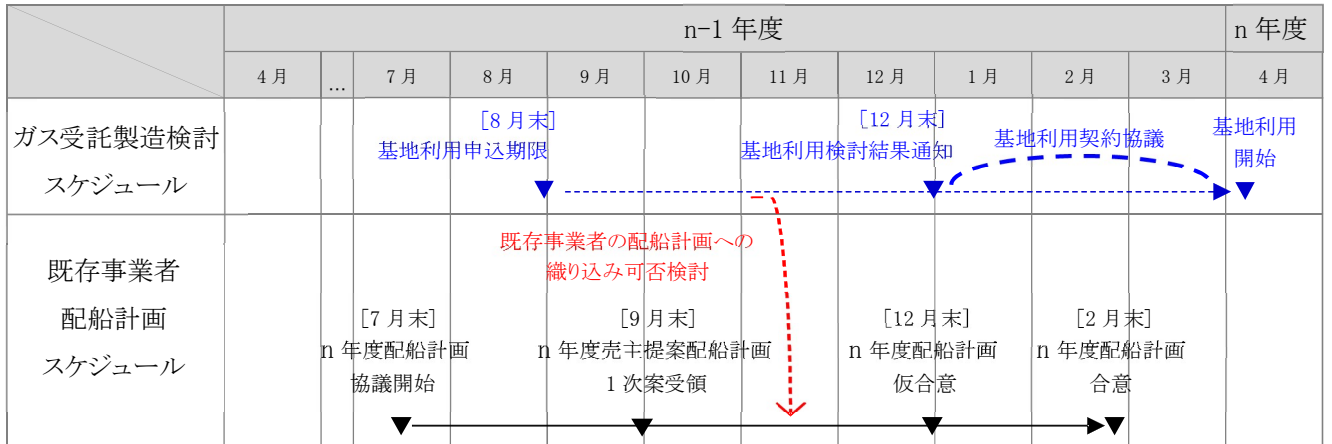 n-1 年度
n 年度
4 月
…
7 月
8 月
9 月
10 月
11 月
12 月
1 月
2 月
3 月
4 月
ガス受託製造検討
スケジュール
[8 月末]
基地利用申込期限
[12 月末]
基地利用検討結果通知
基地利用契約協議
基地利用
開始
既存事業者
配船計画
スケジュール
既存事業者の配船計画への
織り込み可否検討
[7 月末]
n 年度配船計画
協議開始
[9 月末]
n 年度売主提案配船計画
1 次案受領
[12 月末]
n 年度配船計画
仮合意
[2 月末]
n 年度配船計画
合意